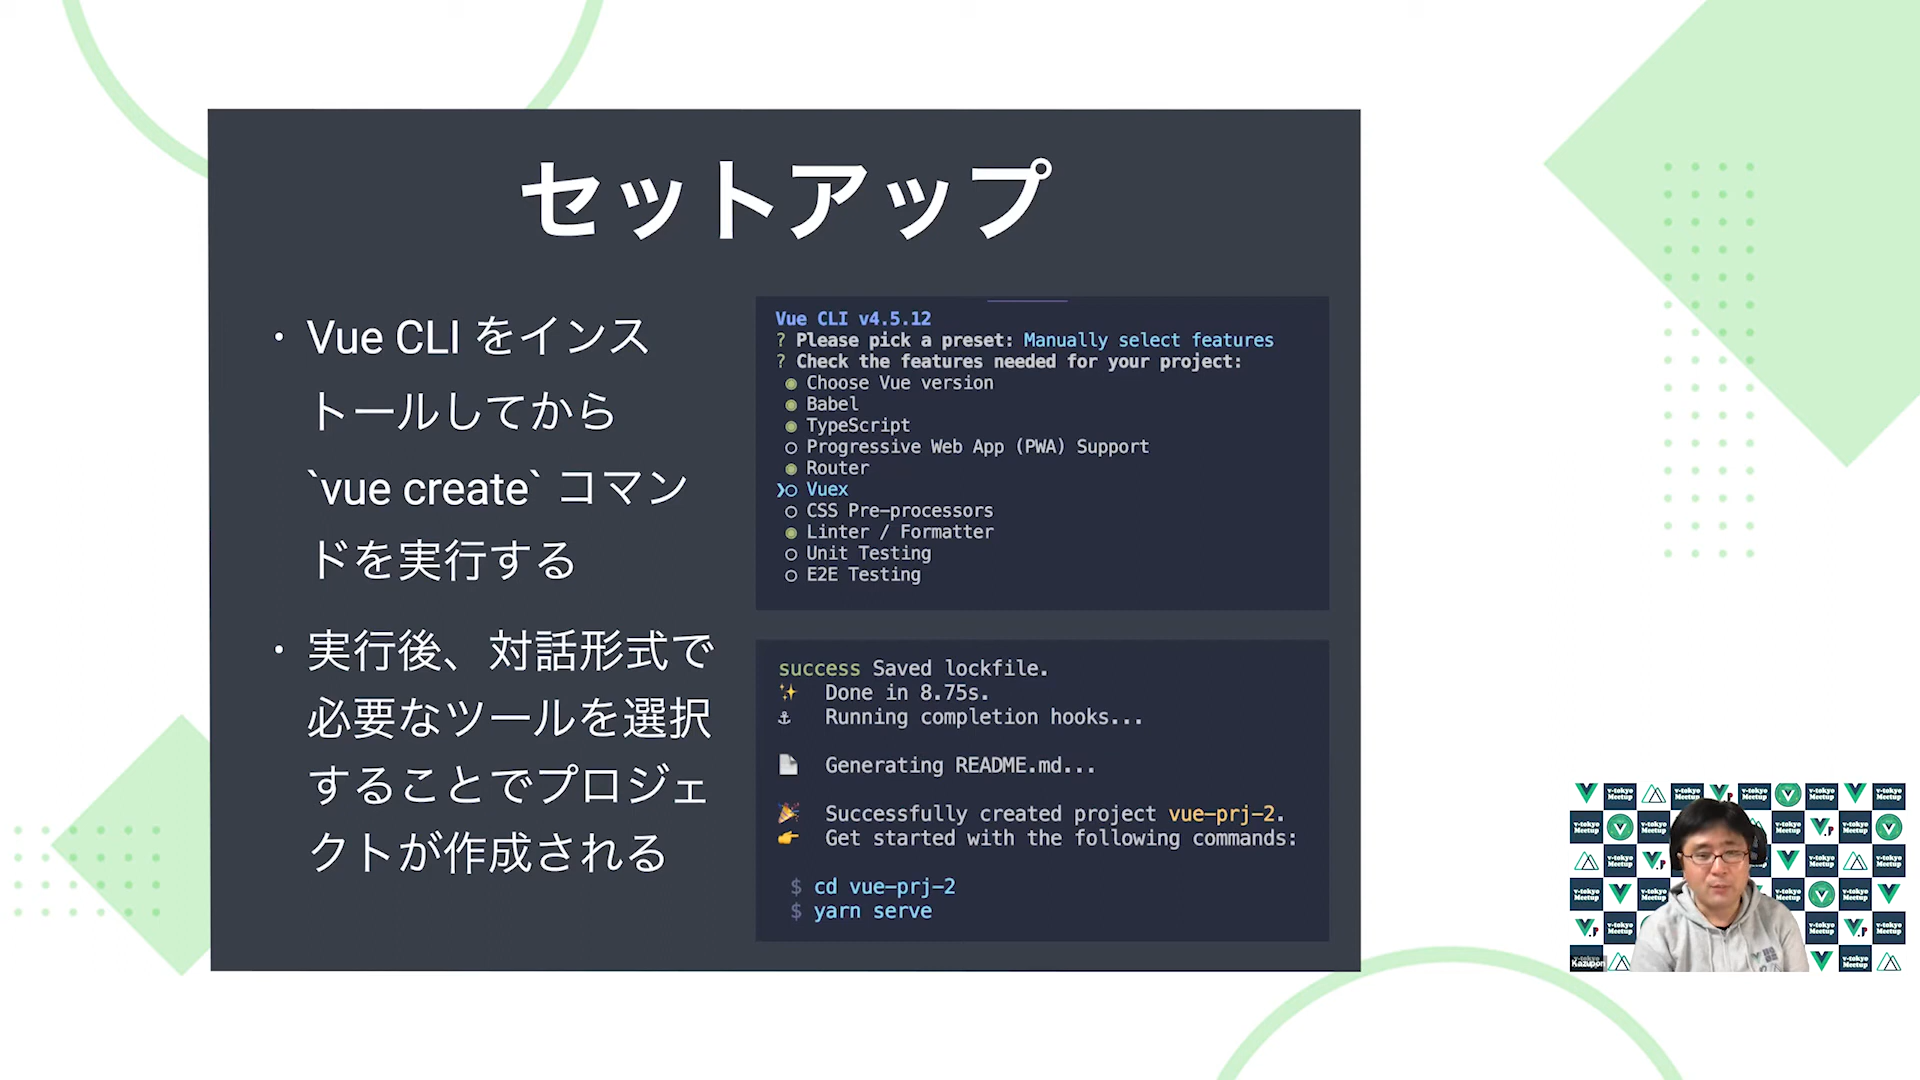 セットアップ
・Vue CLI をインス
トールしてから
`vue create` コマン
ドを実行する
・実行後、対話形式で
必要なツールを選択
することでプロジェ
クトが作成される
Vue CLI v4.5.12
? Please pick a preset: Manually select features
? Check the features needed for your project:
◉ Choose Vue version
◉ Babel
◉ TypeScript
○ Progressive Web App (PWA) Support
◉ Router
❯○ Vuex
○ CSS Pre-processors
◉ Linter / Formatter
○ Unit Testing
○ E2E Testing
success Saved lockfile.
✨ Done in 8.75s.
⚓ Running completion hooks...
📄 Generating README.md...
🎉 Successfully created project vue-prj-2.
👉 Get started with the following commands:
$ cd vue-prj-2
$ yarn serve
v-tokyo
Meetup
Kazupon